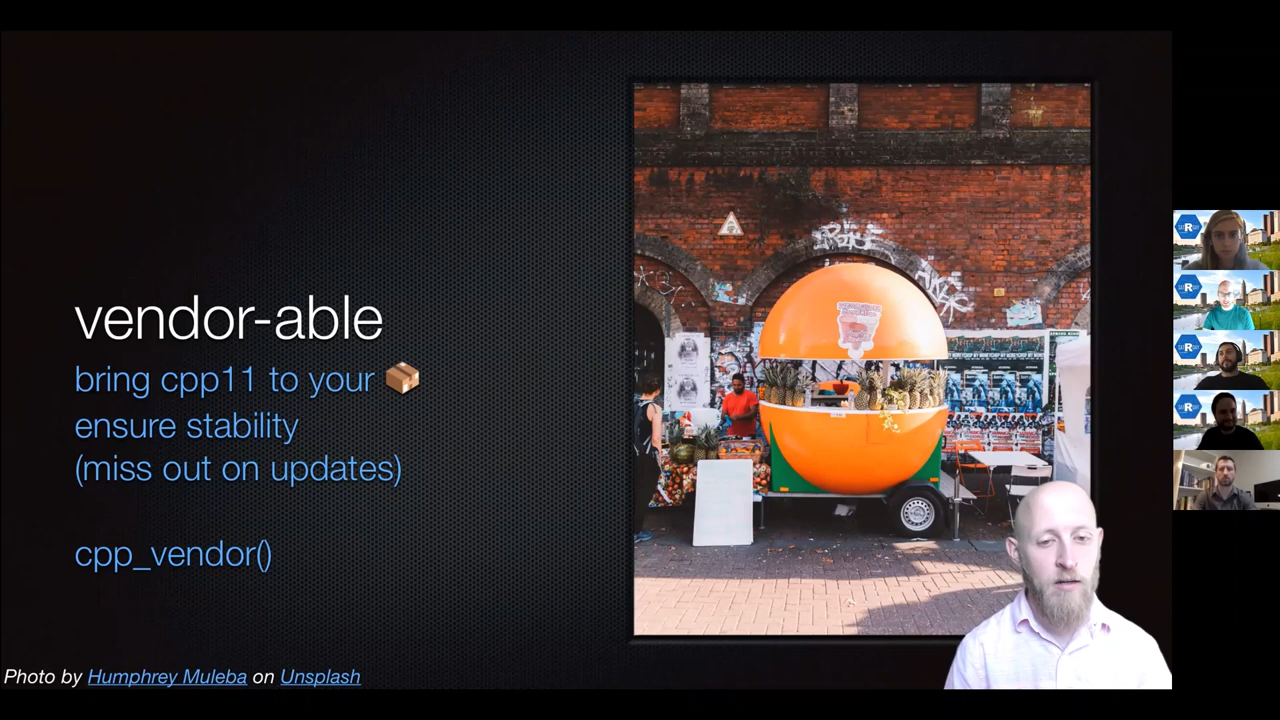 vendor-able
bring cpp11 to your 📦
ensure stability
(miss out on updates)
cpp_vendor()
Photo by Humphrey Muleba on Unsplash